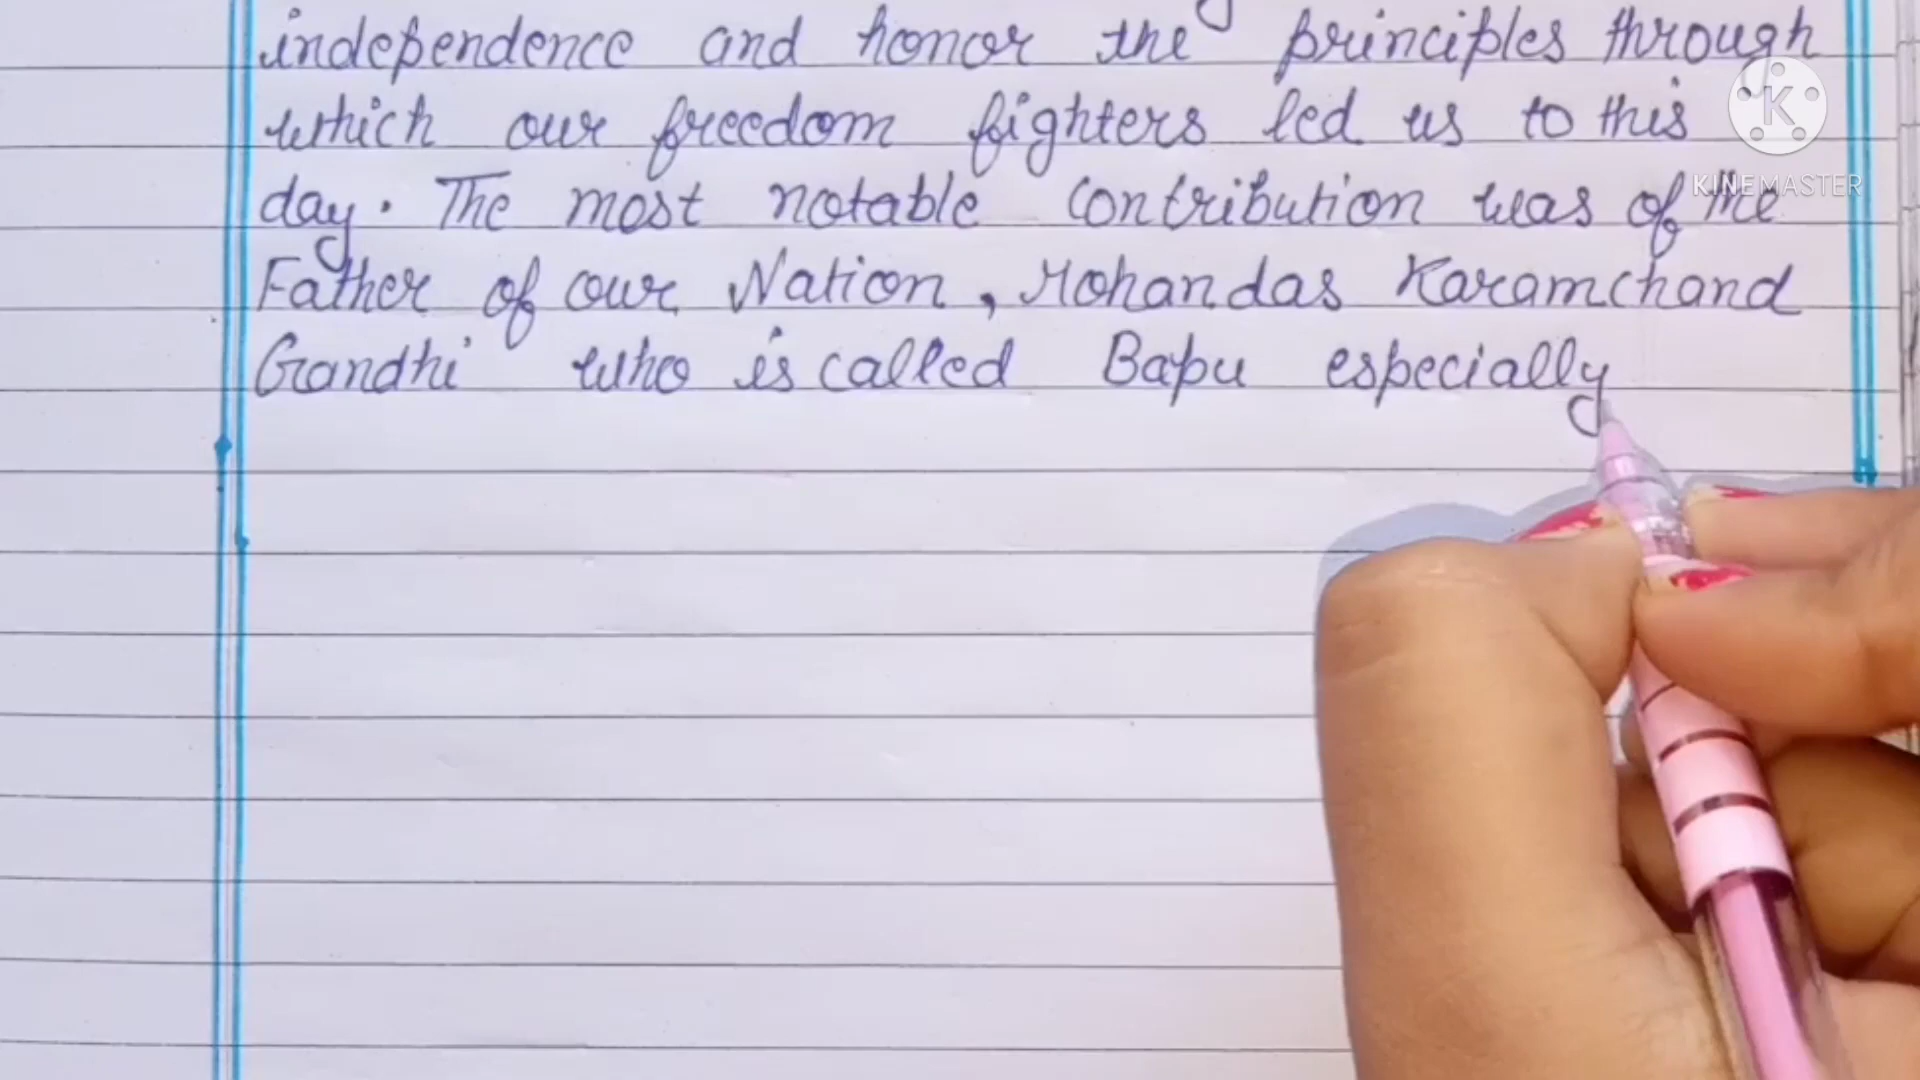 independence and honor the principles through
which our freedom fighters led us to this
day. The most notable contribution was of the
Father of our Nation, Mohandas Karamchand
Gandhi who is called Bapu especially
K
KINEMASTER